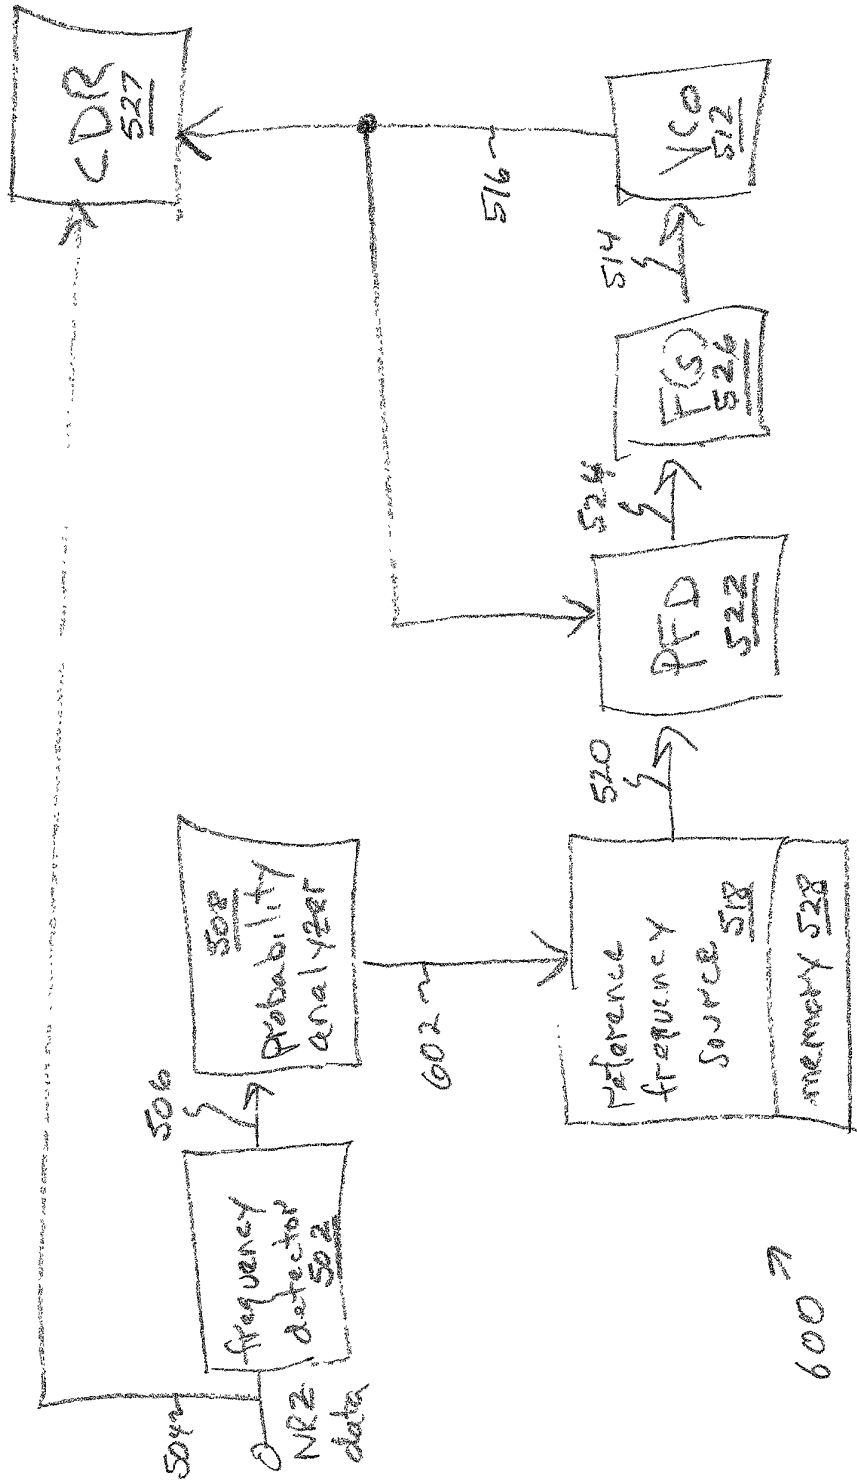 504
NRZ
data
frequency
detector
502
506
508
probability
analyzer
602
CDR
527
reference
frequency
source
518
memory 528
520
PFD
522
524
F(s)
526
514
VCO
512
516
600